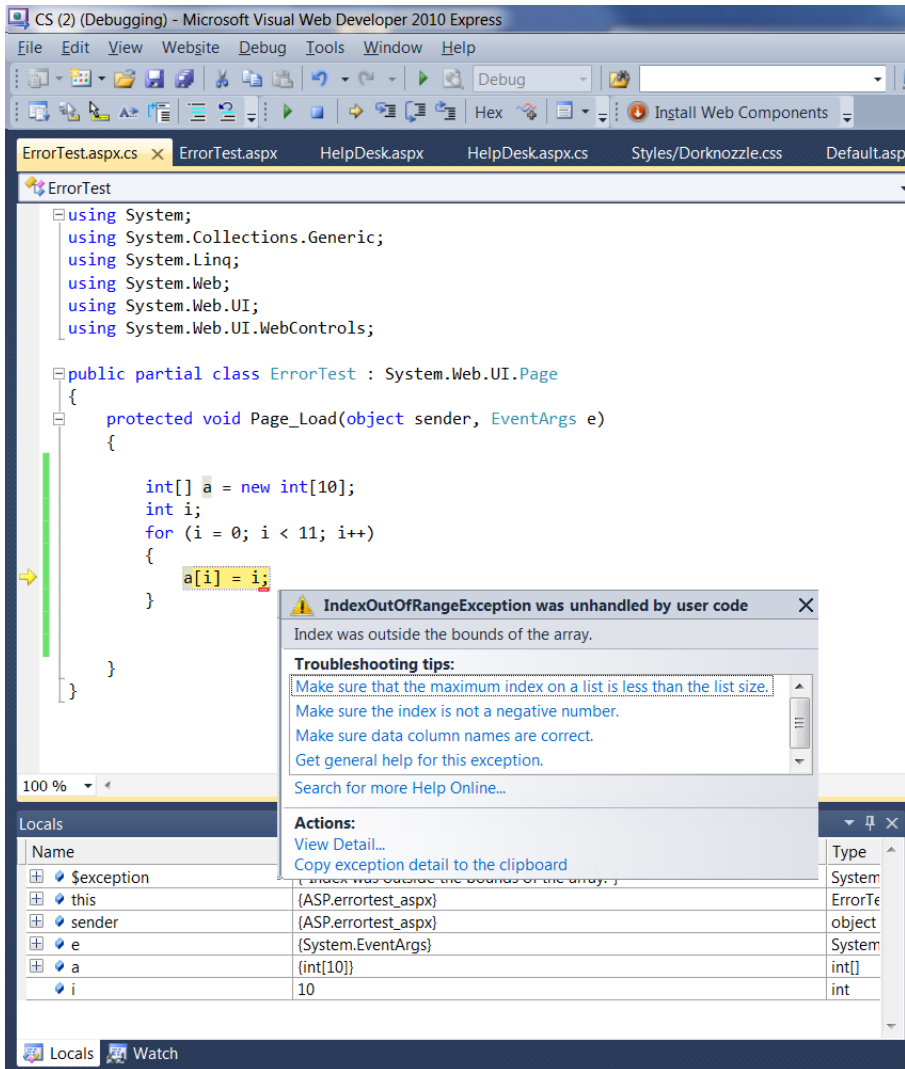 CS (2) (Debugging) - Microsoft Visual Web Developer 2010 Express
File Edit View Website Debug Tools Window Help
Debug
Hex Install Web Components
ErrorTest.aspx.cs ErrorTest.aspx HelpDesk.aspx HelpDesk.aspx.cs Styles/Dorknozzle.css Default.asp
ErrorTest
using System;
using System.Collections.Generic;
using System.Linq;
using System.Web;
using System.Web.UI;
using System.Web.UI.WebControls;
public partial class ErrorTest : System.Web.UI.Page
{
protected void Page_Load(object sender, EventArgs e)
{
int[] a = new int[10];
int i;
for (i = 0; i < 11; i++)
{
a[i] = i;
}
}
}
IndexOutOfRangeException was unhandled by user code
Index was outside the bounds of the array.
Troubleshooting tips:
Make sure that the maximum index on a list is less than the list size.
Make sure the index is not a negative number.
Make sure data column names are correct.
Get general help for this exception.
Search for more Help Online...
Actions:
View Detail...
Copy exception detail to the clipboard
100 %
Locals
Name Type
$exception {"Index was outside the bounds of the array."} System
this {ASP.errortest_aspx} ErrorTe
sender {ASP.errortest_aspx} object
e {System.EventArgs} System
a {int[10]} int[]
i 10 int
Locals Watch